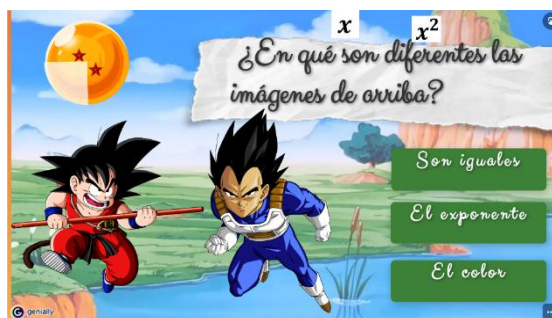 x x²
¿En qué son diferentes las
imágenes de arriba?
Son iguales
El exponente
El color
genially